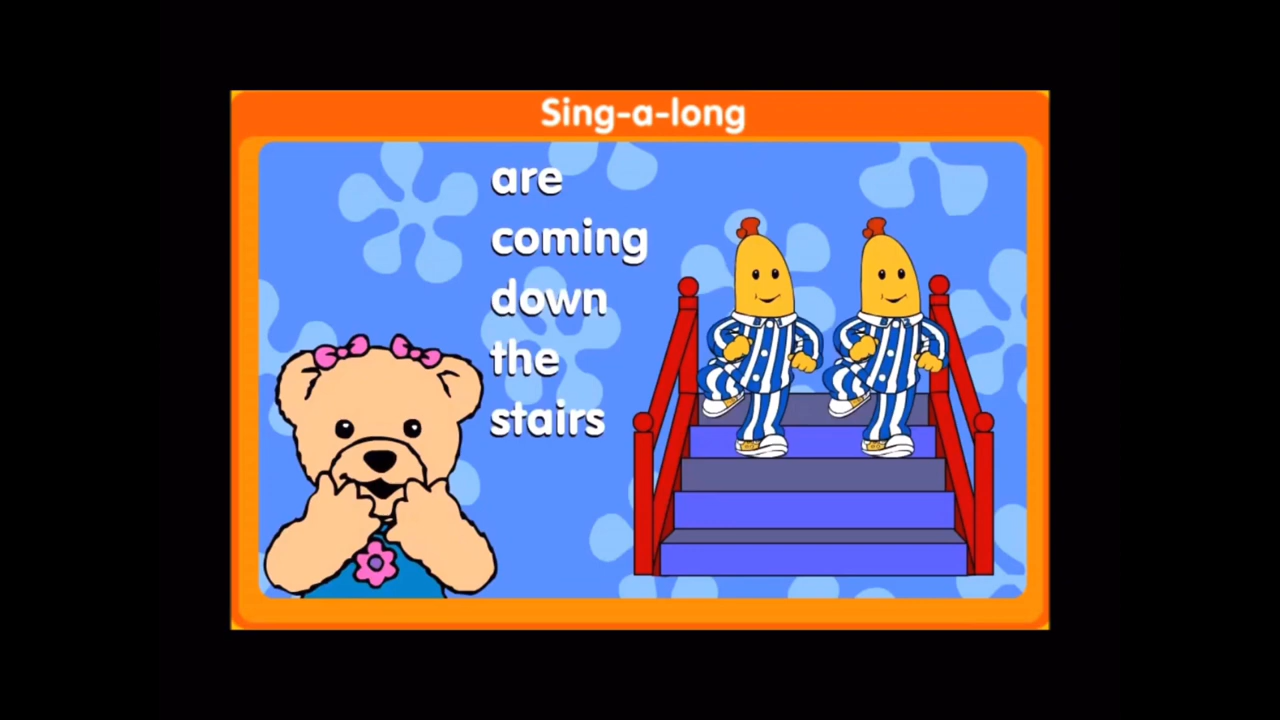 Sing-a-long
are
coming
down
the
stairs